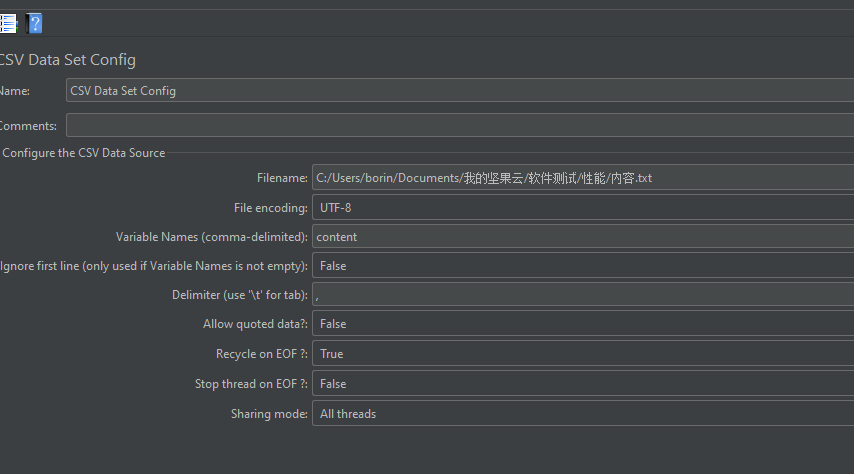 CSV Data Set Config
Name: CSV Data Set Config
Comments:
Configure the CSV Data Source
Filename: C:/Users/borin/Documents/我的坚果云/软件测试/性能/内容.txt
File encoding: UTF-8
Variable Names (comma-delimited): content
Ignore first line (only used if Variable Names is not empty): False
Delimiter (use '\t' for tab): ,
Allow quoted data?: False
Recycle on EOF ?: True
Stop thread on EOF ?: False
Sharing mode: All threads